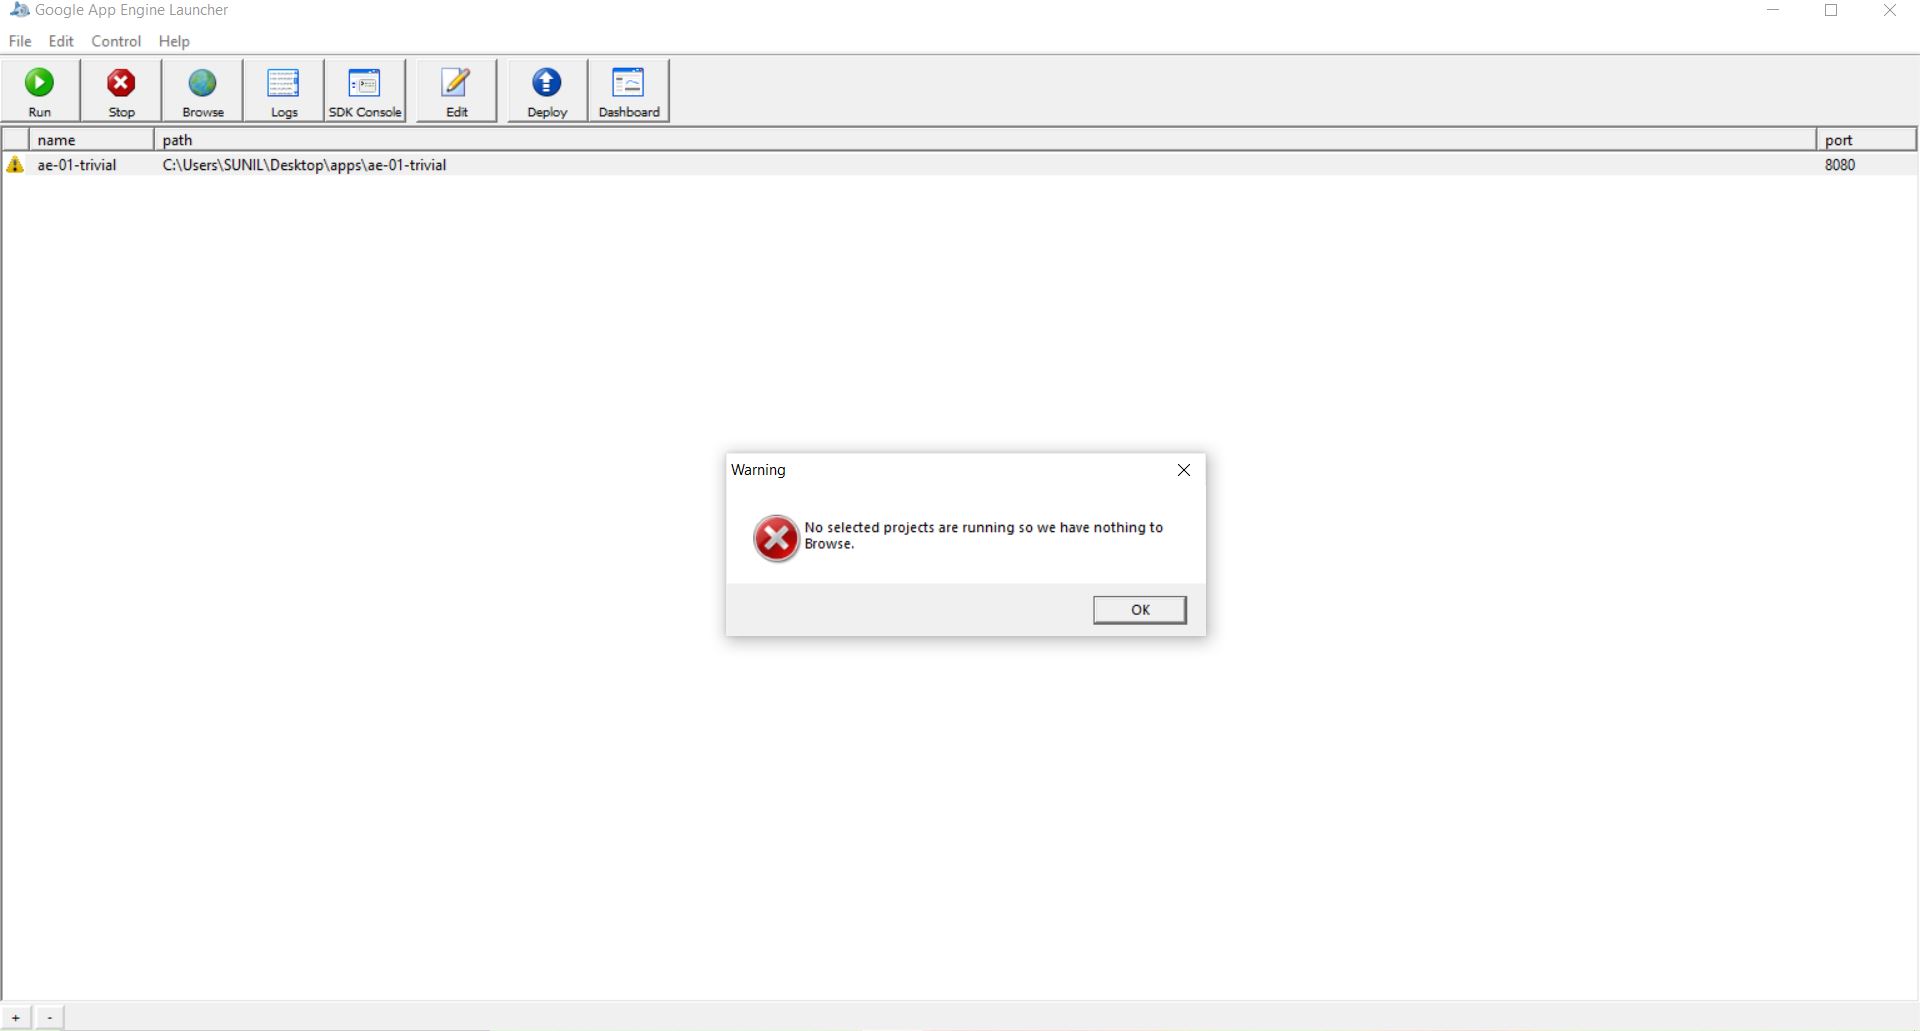 Google App Engine Launcher
File Edit Control Help
Run Stop Browse Logs SDK Console Edit Deploy Dashboard
name path port
ae-01-trivial C:\Users\SUNIL\Desktop\apps\ae-01-trivial 8080
Warning
No selected projects are running so we have nothing to
Browse.
OK
+ -